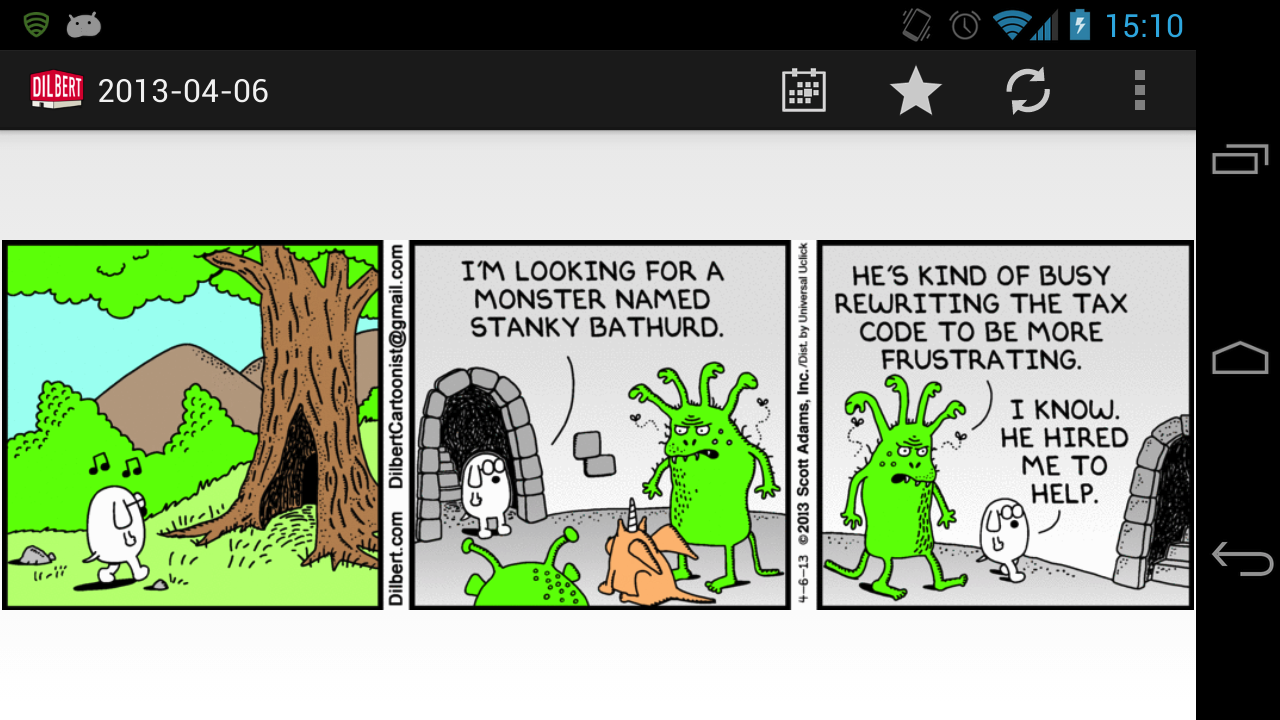 15:10
DILBERT
2013-04-06
DilbertCartoonist@gmail.com
Dilbert.com
I'M LOOKING FOR A
MONSTER NAMED
STANKY BATHURD.
4-6-13 ©2013 Scott Adams, Inc./Dist. by Universal Uclick
HE'S KIND OF BUSY
REWRITING THE TAX
CODE TO BE MORE
FRUSTRATING.
I KNOW.
HE HIRED
ME TO
HELP.